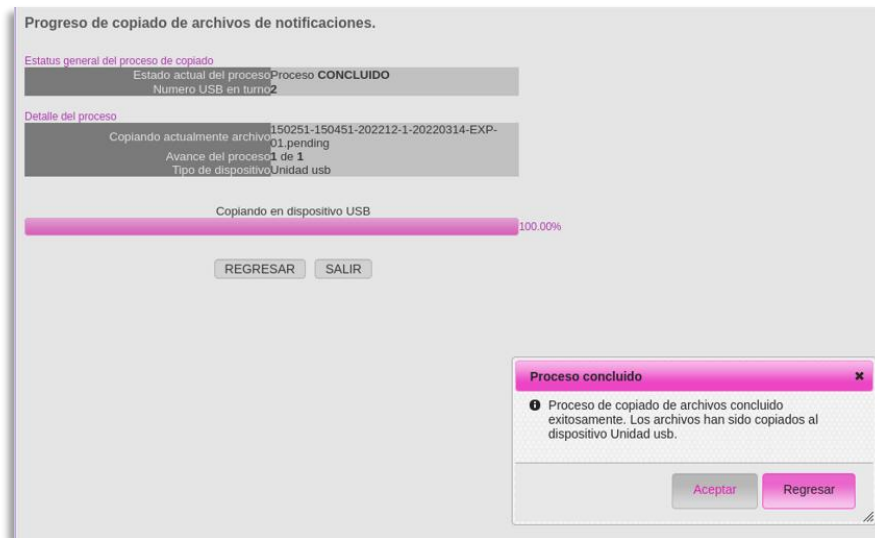 Progreso de copiado de archivos de notificaciones.
Estatus general del proceso de copiado
Estado actual del proceso Proceso CONCLUIDO
Numero USB en turno 2
Detalle del proceso
Copiando actualmente archivo 150251-150451-202212-1-20220314-EXP-
01.pending
Avance del proceso 1 de 1
Tipo de dispositivo Unidad usb
Copiando en dispositivo USB
100.00%
REGRESAR SALIR
Proceso concluido
Proceso de copiado de archivos concluido
exitosamente. Los archivos han sido copiados al
dispositivo Unidad usb.
Aceptar Regresar